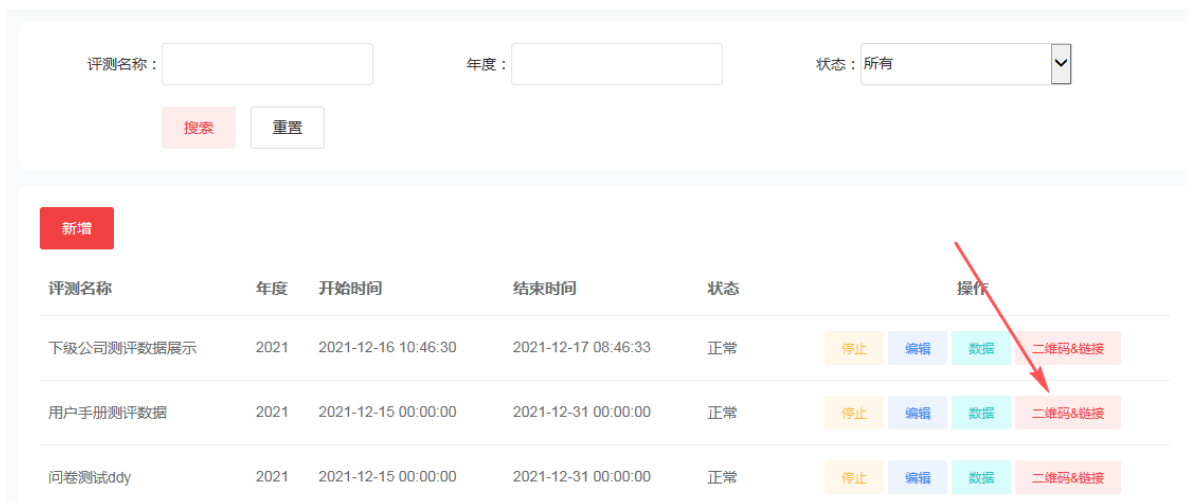 评测名称： 年度： 状态：所有
搜索 重置
新增
评测名称 年度 开始时间 结束时间 状态 操作
下级公司测评数据展示 2021 2021-12-16 10:46:30 2021-12-17 08:46:33 正常 停止 编辑 数据 二维码&链接
用户手册测评数据 2021 2021-12-15 00:00:00 2021-12-31 00:00:00 正常 停止 编辑 数据 二维码&链接
问卷测试ddy 2021 2021-12-15 00:00:00 2021-12-31 00:00:00 正常 停止 编辑 数据 二维码&链接